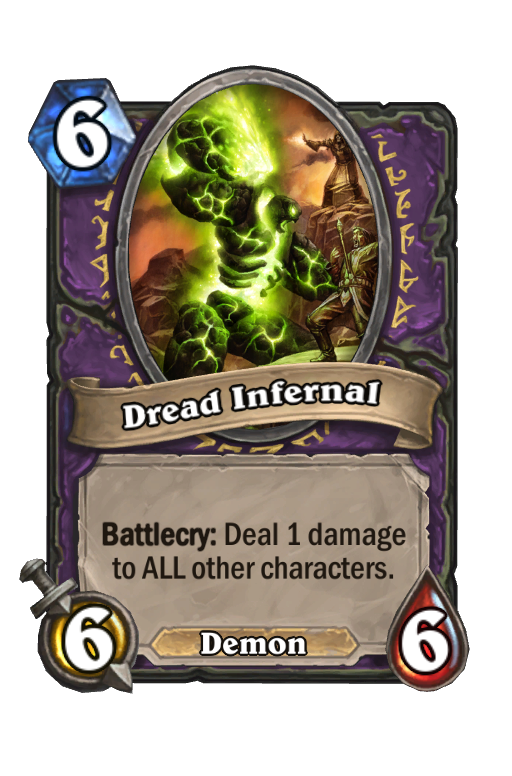 6
Dread Infernal
Battlecry: Deal 1 damage
to ALL other characters.
6
Demon
6